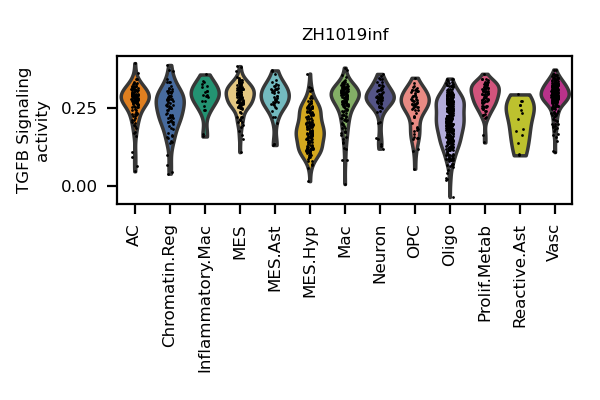 ZH1019inf
TGFB Signaling
activity
0.25
0.00
AC
Chromatin.Reg
Inflammatory.Mac
MES
MES.Ast
MES.Hyp
Mac
Neuron
OPC
Oligo
Prolif.Metab
Reactive.Ast
Vasc